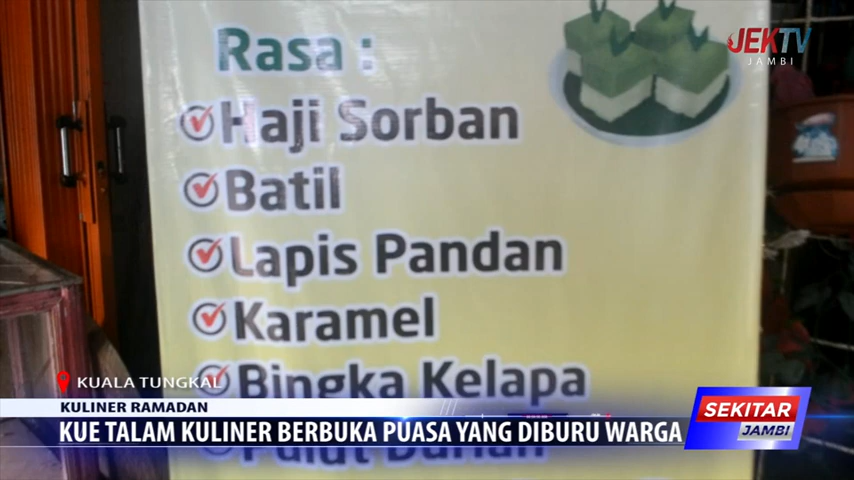 Rasa :
JEKTV
JAMBI
Haji Sorban
Batil
Lapis Pandan
Karamel
Bingka Kelapa
KUALA TUNGKAL
KULINER RAMADAN
KUE TALAM KULINER BERBUKA PUASA YANG DIBURU WARGA
SEKITAR
JAMBI